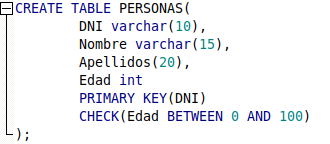 CREATE TABLE PERSONAS(
DNI varchar(10),
Nombre varchar(15),
Apellidos(20),
Edad int
PRIMARY KEY(DNI)
CHECK(Edad BETWEEN 0 AND 100)
);